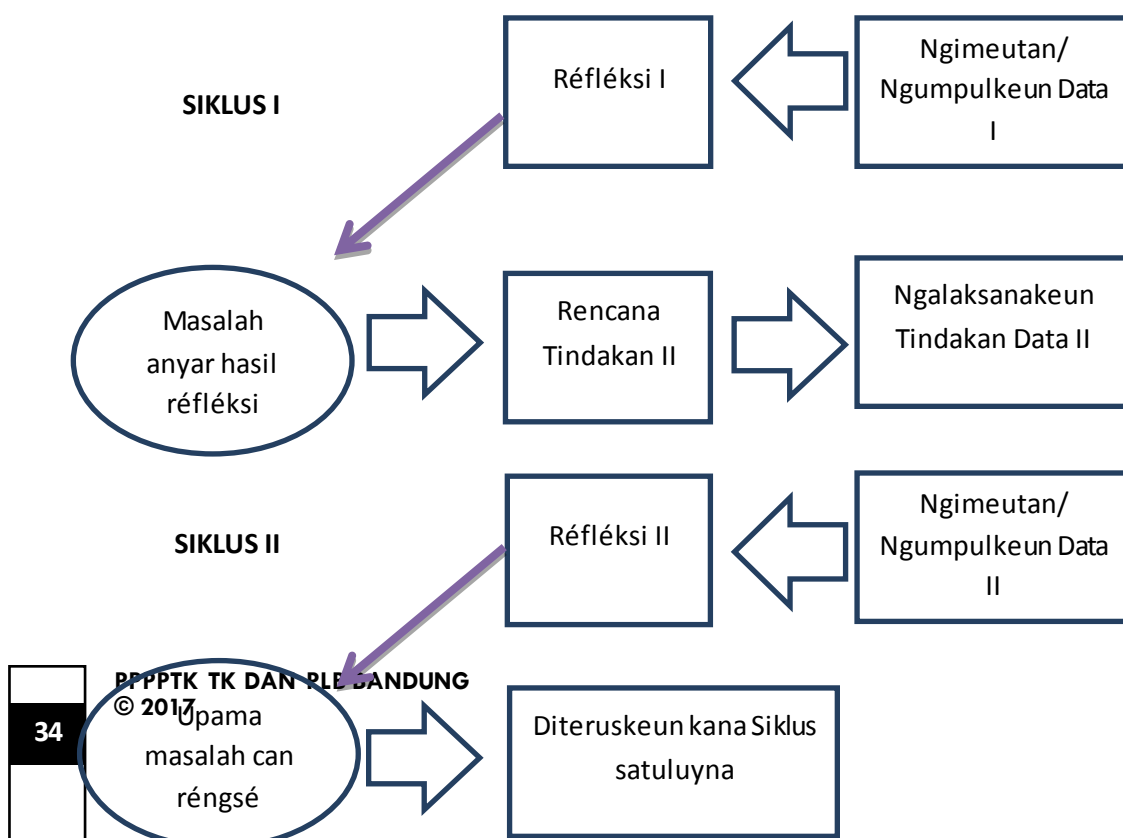 Réfléksi I
Ngimeutan/
Ngumpulkeun Data
I
SIKLUS I
Masalah
anyar hasil
réfléksi
Rencana
Tindakan II
Ngalaksanakeun
Tindakan Data II
SIKLUS II
Réfléksi II
Ngimeutan/
Ngumpulkeun Data
II
PPPPTK TK DAN PLB BANDUNG
© 2017
34
Upama
masalah can
réngsé
Diteruskeun kana Siklus
satuluyna